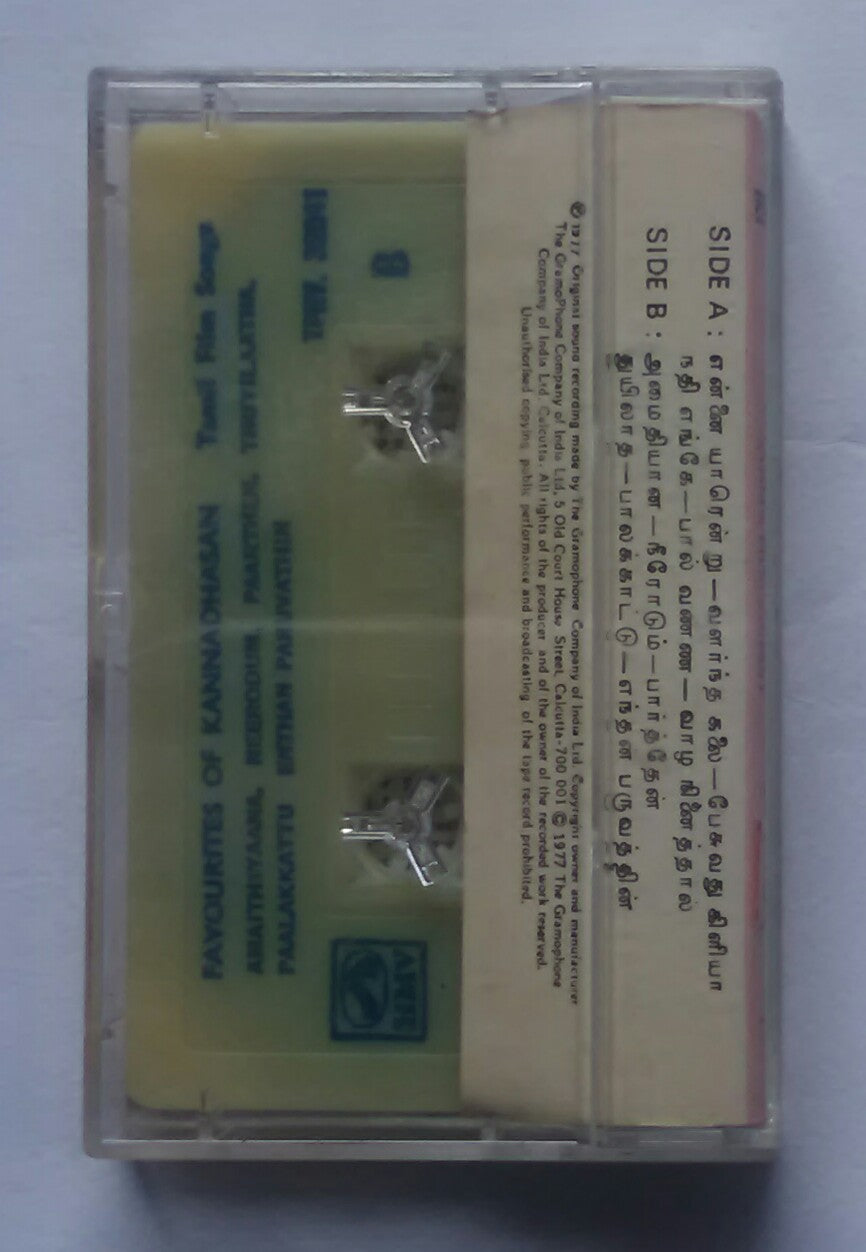 SIDE A : என்னை யாரென்று—வளர்ந்த கலை—பேசுவது கிளியா
நதி எங்கே—பால் வண்ண—வாழ நினைத்தால்
SIDE B : அமைதியான—நீரோடும்—பார்த்தேன்
துயிலாத—பாலக்காட்டு—எந்தன் பருவத்தின்
℗ 1977 Original sound recording made by The Gramophone Company of India Ltd. Copyright owner and manufacturer
The GramoPhone Company of India Ltd, 5 Old Court House Street, Calcutta-700 001 © 1977 The Gramophone
Company of India Ltd. Calcutta. All rights of the producer and of the owner of the recorded work reserved.
Unauthorised copying public performance and broadcasting of the tape record prohibited.
B
HMV
FAVOURITES OF KANNADHASAN Tamil Film Songs
AMAITHIYAANA, NEERODUM, PAARTHEN, THUYILAATHA,
PAALAKKATTU ENTHAN PARUVATHIN